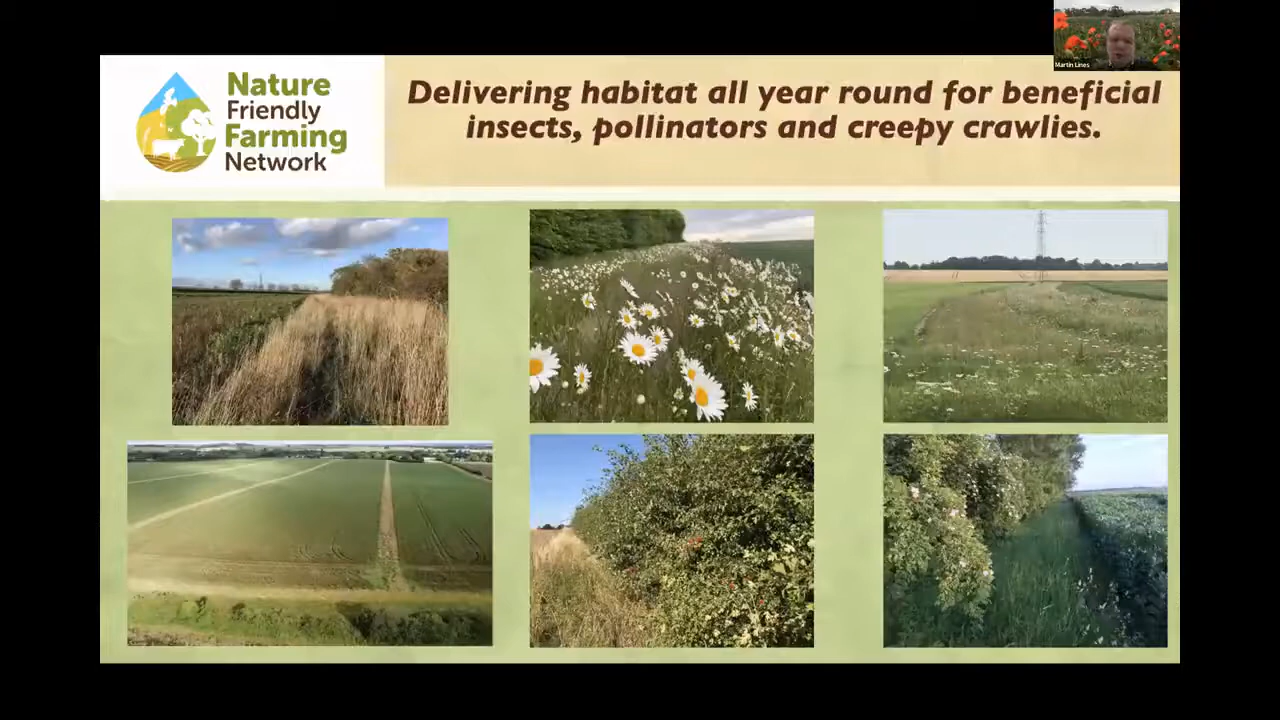 Nature
Friendly
Farming
Network
Delivering habitat all year round for beneficial
insects, pollinators and creepy crawlies.
Martin Lines